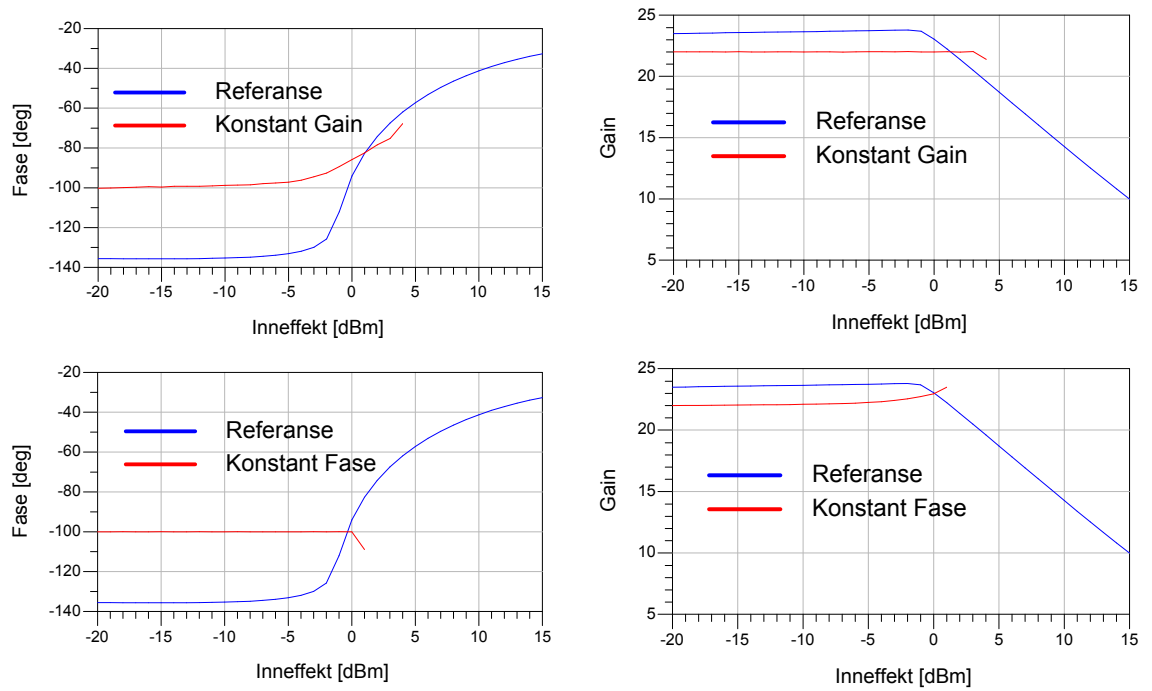 Fase [deg]
-20
-40
-60
-80
-100
-120
-140
Referanse
Konstant Gain
-20 -15 -10 -5 0 5 10 15
Inneffekt [dBm]
Gain
25
20
15
10
5
Referanse
Konstant Gain
-20 -15 -10 -5 0 5 10 15
Inneffekt [dBm]
Fase [deg]
-20
-40
-60
-80
-100
-120
-140
Referanse
Konstant Fase
-20 -15 -10 -5 0 5 10 15
Inneffekt [dBm]
Gain
25
20
15
10
5
Referanse
Konstant Fase
-20 -15 -10 -5 0 5 10 15
Inneffekt [dBm]